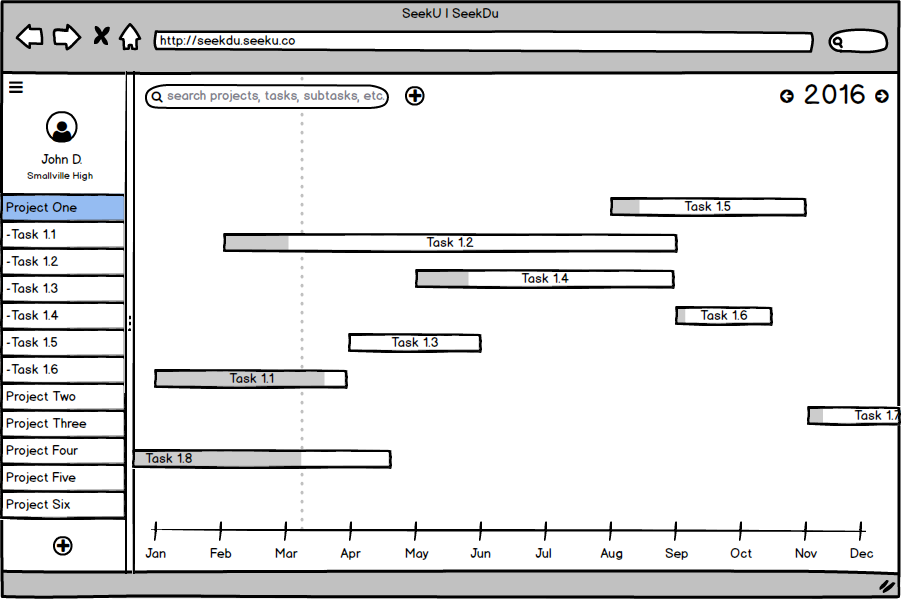 SeekU | SeekDu
http://seekdu.seeku.co
search projects, tasks, subtasks, etc.
2016
John D.
Smallville High
Project One
-Task 1.1
-Task 1.2
-Task 1.3
-Task 1.4
-Task 1.5
-Task 1.6
Project Two
Project Three
Project Four
Project Five
Project Six
Task 1.5
Task 1.2
Task 1.4
Task 1.6
Task 1.3
Task 1.1
Task 1.7
Task 1.8
Jan Feb Mar Apr May Jun Jul Aug Sep Oct Nov Dec